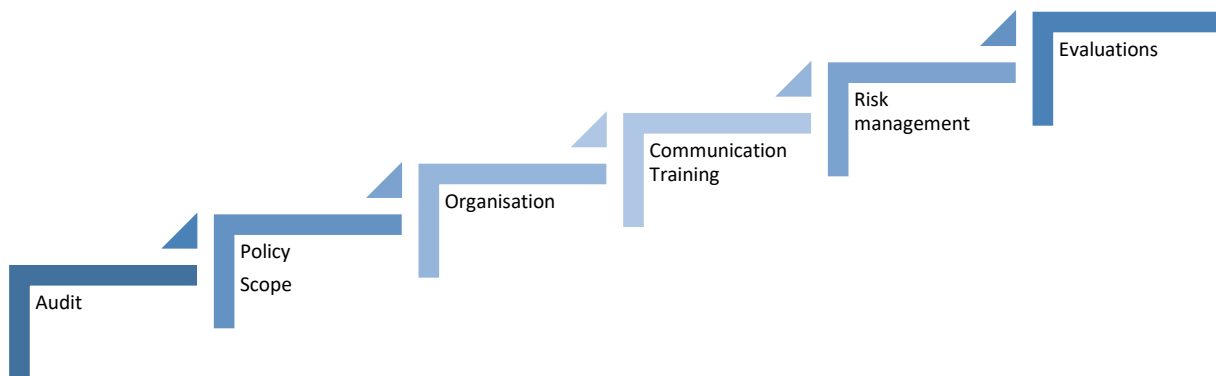 Audit
Policy
Scope
Organisation
Communication
Training
Risk
management
Evaluations